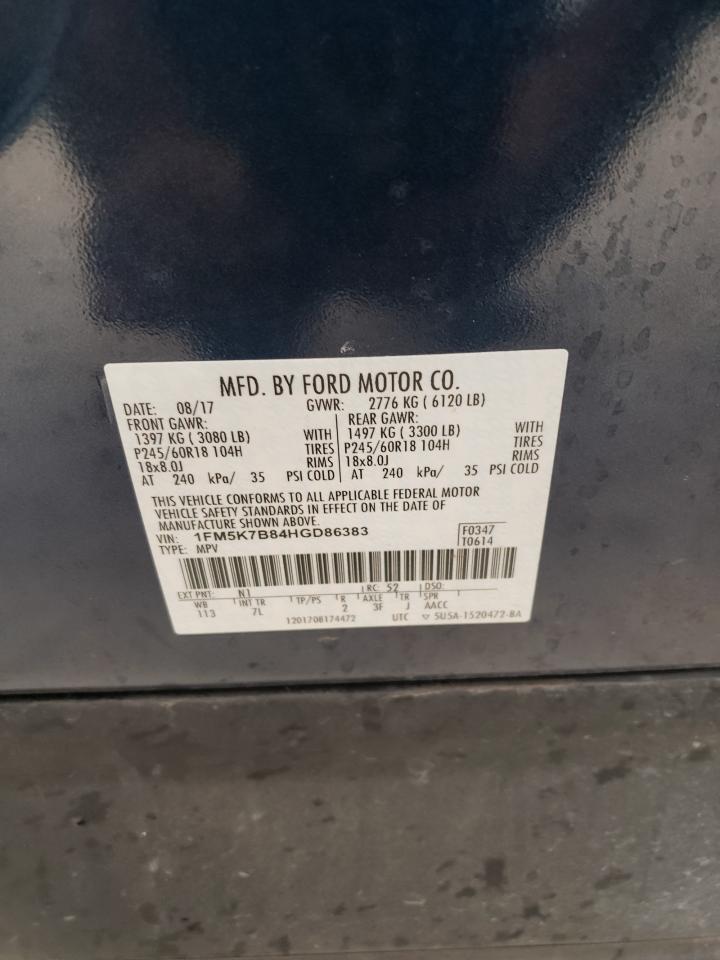 MFD. BY FORD MOTOR CO.
DATE: 08/17 GVWR: 2776 KG ( 6120 LB)
FRONT GAWR: REAR GAWR:
1397 KG ( 3080 LB) WITH 1497 KG ( 3300 LB) WITH
P245/60R18 104H TIRES P245/60R18 104H TIRES
18x8.0J RIMS 18x8.0J RIMS
AT 240 kPa/ 35 PSI COLD AT 240 kPa/ 35 PSI COLD
THIS VEHICLE CONFORMS TO ALL APPLICABLE FEDERAL MOTOR
VEHICLE SAFETY STANDARDS IN EFFECT ON THE DATE OF
MANUFACTURE SHOWN ABOVE.
VIN: 1FM5K7B84HGD86383 F0347
TYPE: MPV T0614
EXT PNT: N1 RC: 52 DSO:
WB INT TR TP/PS R AXLE TR SPR
113 7L 2 3F J AACC
1201708174472 UTC ▽ 5U5A-1520472-BA